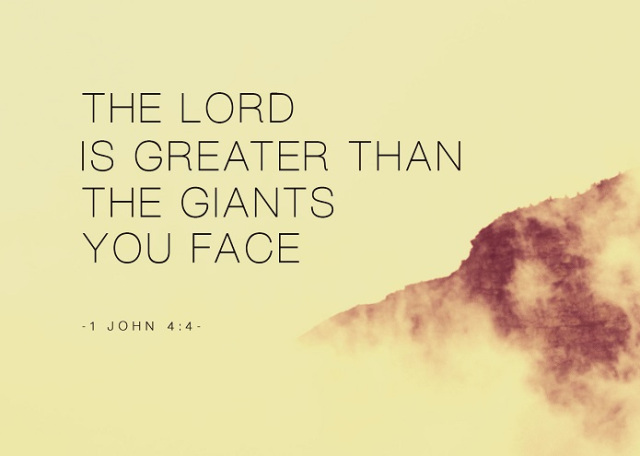 THE LORD
IS GREATER THAN
THE GIANTS
YOU FACE
-1 JOHN 4:4-